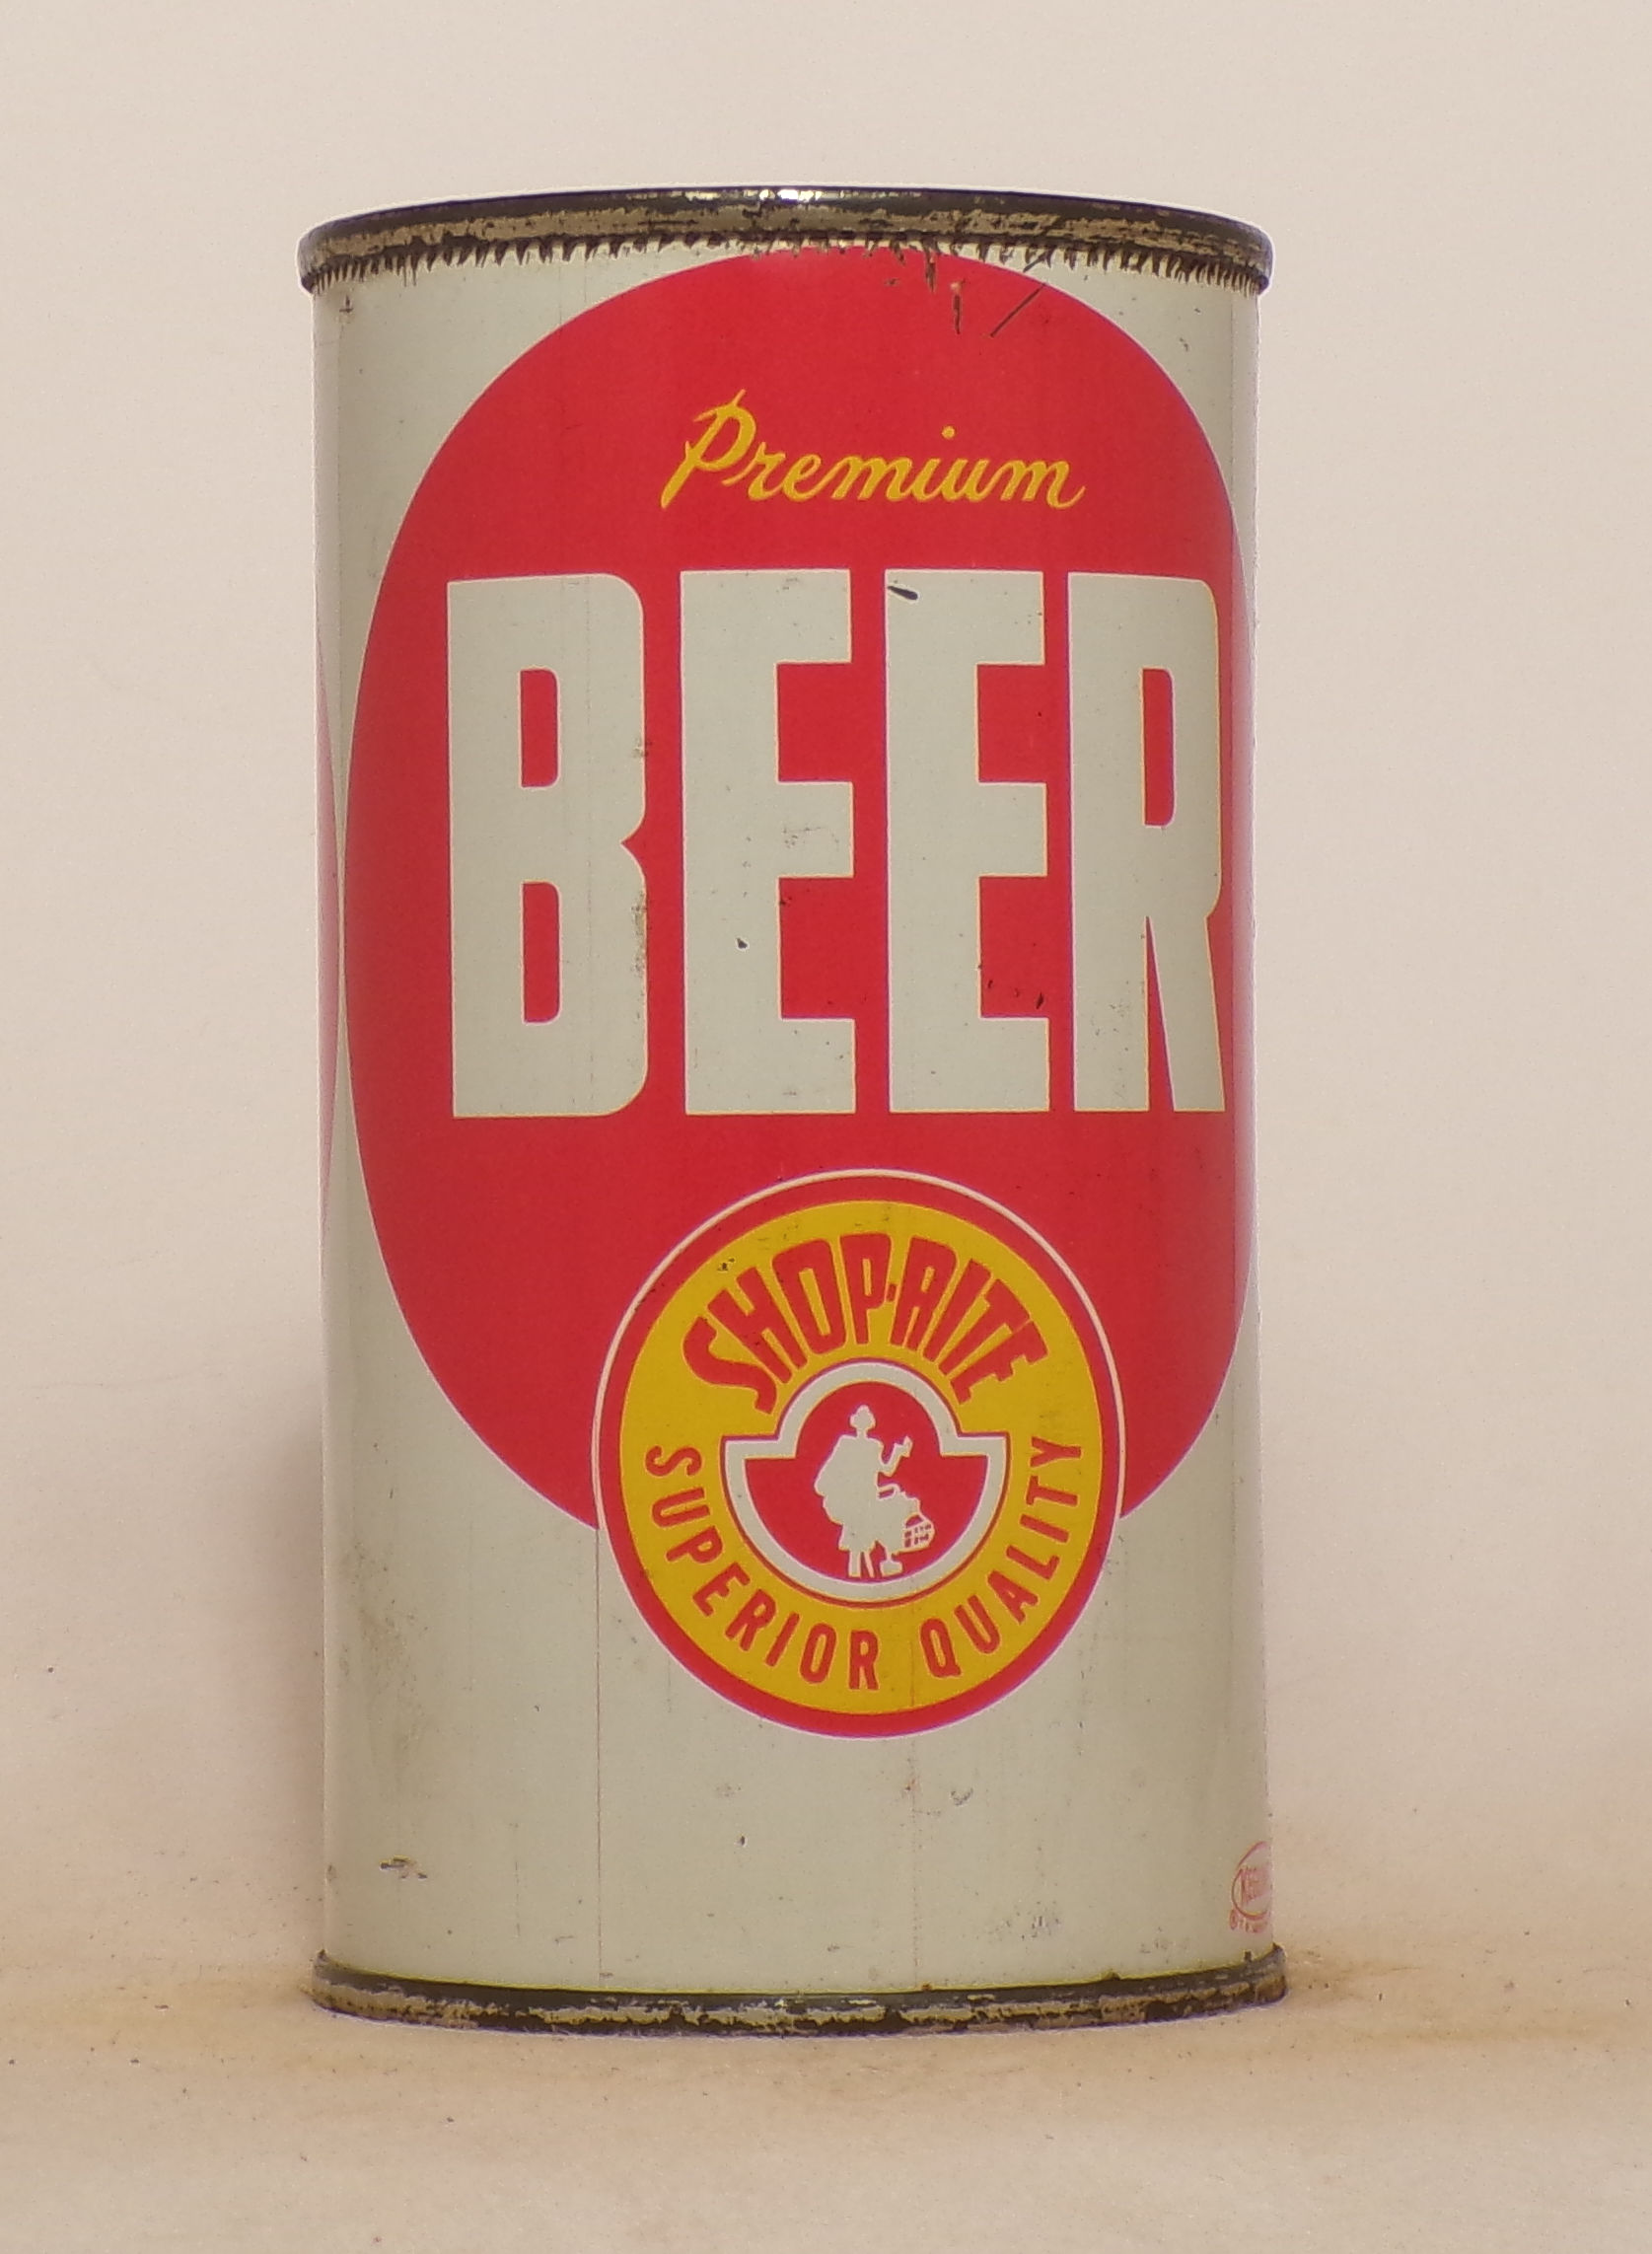 Premium
BEER
SHOP-RITE
SUPERIOR QUALITY